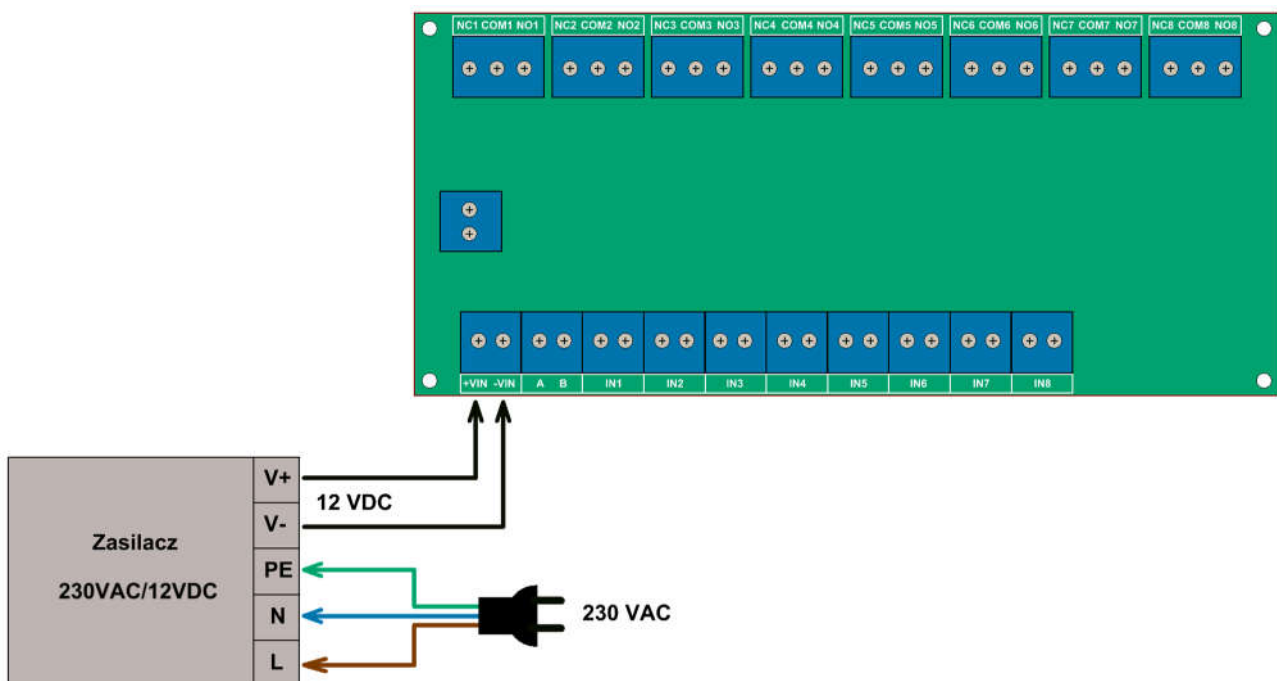 NC1 COM1 NO1 NC2 COM2 NO2 NC3 COM3 NO3 NC4 COM4 NO4 NC5 COM5 NO5 NC6 COM6 NO6 NC7 COM7 NO7 NC8 COM8 NO8
+VIN -VIN A B IN1 IN2 IN3 IN4 IN5 IN6 IN7 IN8
V+
12 VDC
V-
Zasilacz
230VAC/12VDC
PE
N
L
230 VAC